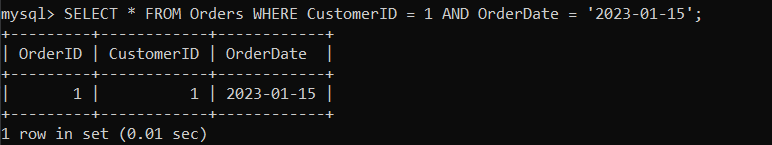 mysql> SELECT * FROM Orders WHERE CustomerID = 1 AND OrderDate = '2023-01-15';
+---------+------------+------------+
| OrderID | CustomerID | OrderDate  |
+---------+------------+------------+
|       1 |          1 | 2023-01-15 |
+---------+------------+------------+
1 row in set (0.01 sec)